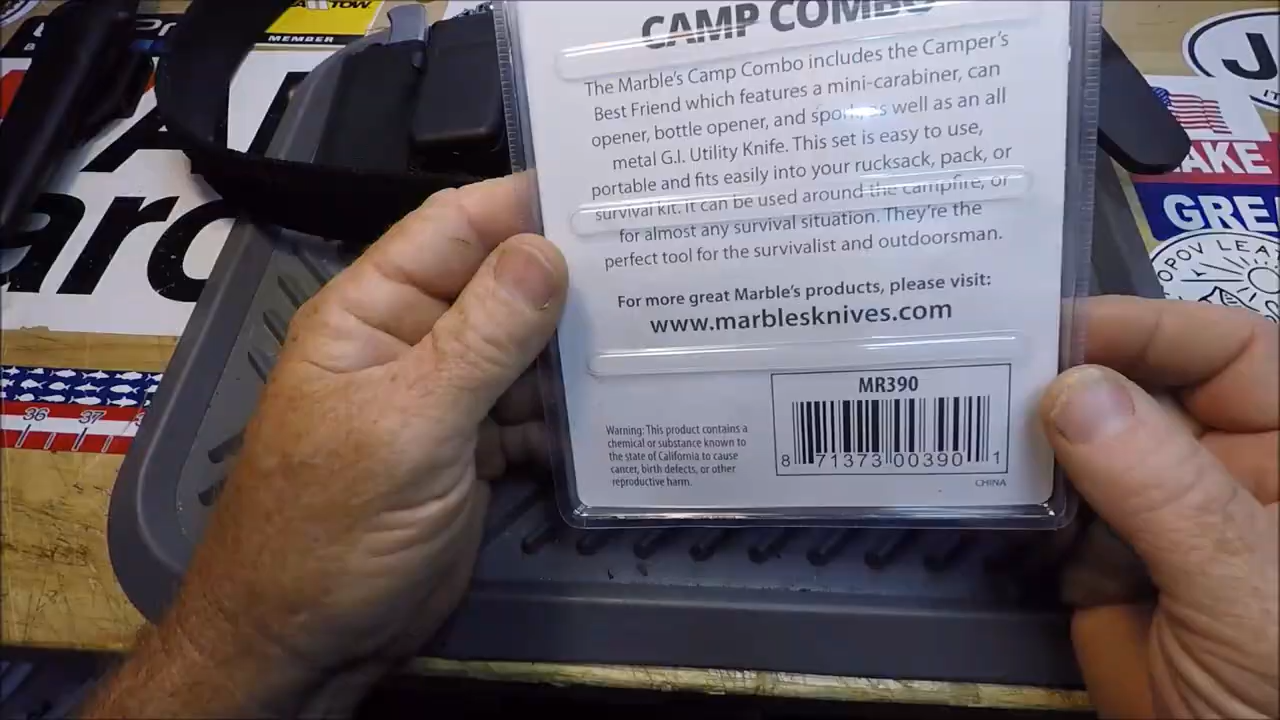 CAMP COMBO
The Marble's Camp Combo includes the Camper's
Best Friend which features a mini-carabiner, can
opener, bottle opener, and spork, as well as an all
metal G.I. Utility Knife. This set is easy to use,
portable and fits easily into your rucksack, pack, or
survival kit. It can be used around the campfire, or
for almost any survival situation. They're the
perfect tool for the survivalist and outdoorsman.
For more great Marble's products, please visit:
www.marblesknives.com
MR390
Warning: This product contains a
chemical or substance known to
the state of California to cause
cancer, birth defects, or other
reproductive harm.
8 71373 00390 1
CHINA
TOW
MEMBER
36 37